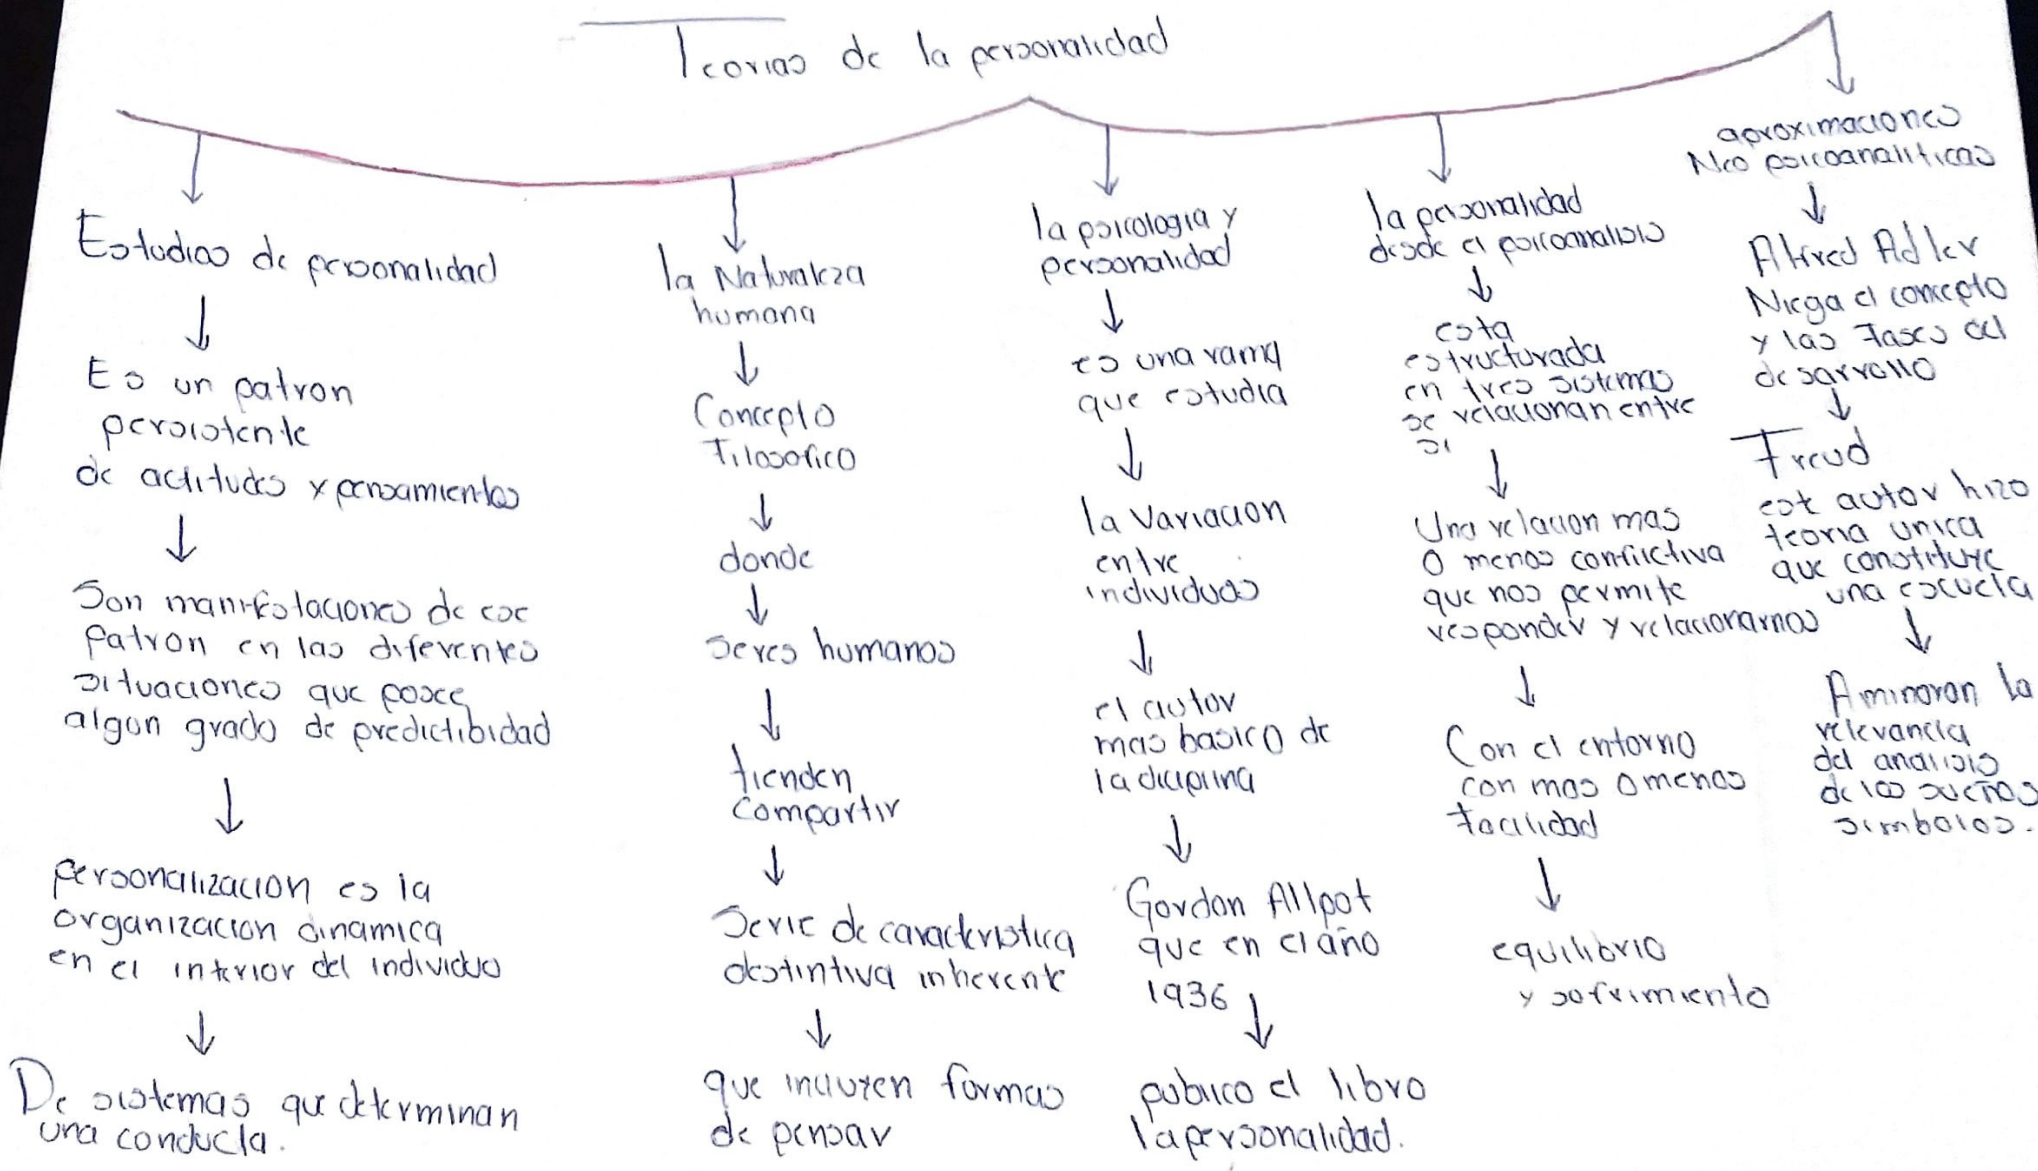 Teorias de la personalidad
Estudios de personalidad
Es un patron
persistente
de actitudes y pensamientos
Son manifestaciones de ese
patron en las diferentes
situaciones que posee
algun grado de predictibidad
personalizacion es la
organizacion dinamica
en el interior del individuo
De sistemas que determinan
una conducta.
la Naturaleza
humana
Concepto
Filosofico
donde
seres humanos
tienden
compartir
Serie de caracteristica
destintiva inherente
que incluyen formas
de pensar
la psicologia y
personalidad
es una rama
que estudia
la variacion
entre
individuos
el autor
mas basico de
la diciplina
Gordon Allpot
que en el año
1936
publico el libro
la personalidad.
la personalidad
desde el psicoanalisis
esta
estructurada
en tres sistemas
se relacionan entre
si
Una relacion mas
o menos conflictiva
que nos permite
responder y relacionarnos
Con el entorno
con mas o menos
facilidad
equilibrio
y sofrimiento
aproximaciones
Neo psicoanaliticas
Alfred Adler
Niega el concepto
y las fases del
desarrollo
Freud
este autor hizo
teoria unica
que constituye
una escuela
Aminoran la
relevancia
del analisis
de los sueños
simbolos.